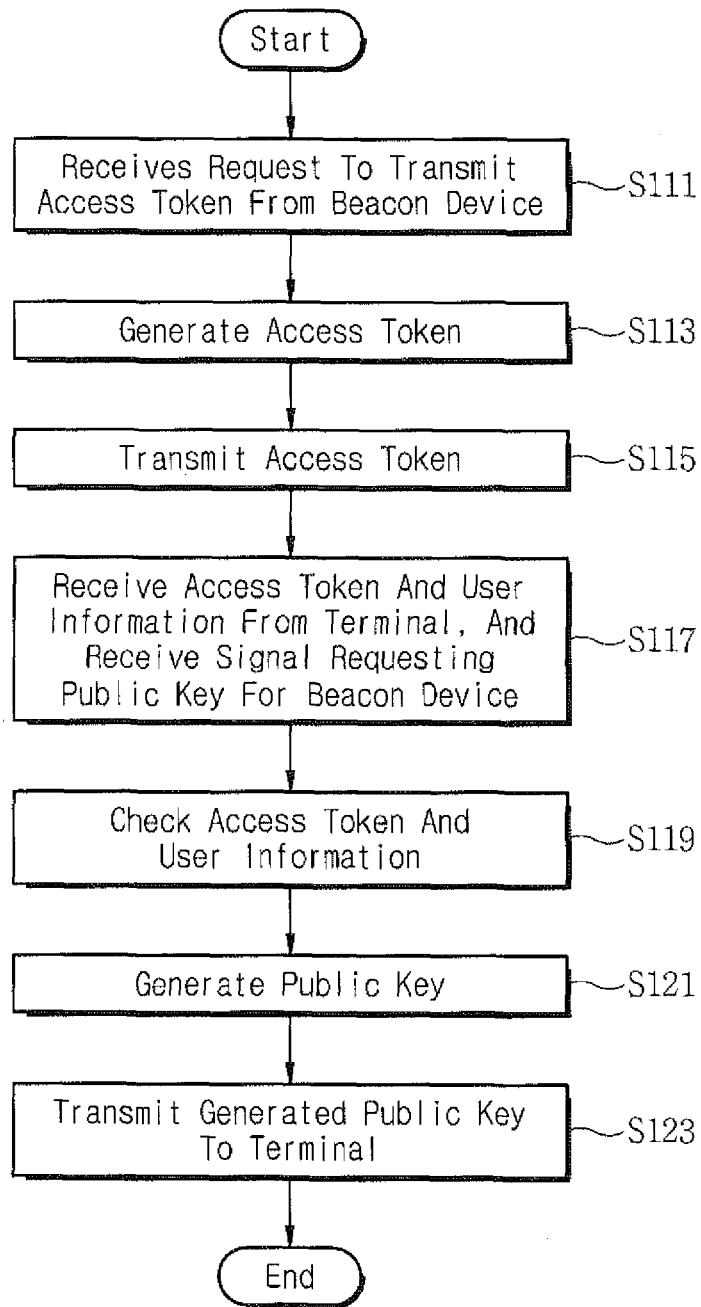 Start
Receives Request To Transmit
Access Token From Beacon Device
S111
Generate Access Token
S113
Transmit Access Token
S115
Receive Access Token And User
Information From Terminal, And
Receive Signal Requesting
Public Key For Beacon Device
S117
Check Access Token And
User Information
S119
Generate Public Key
S121
Transmit Generated Public Key
To Terminal
S123
End